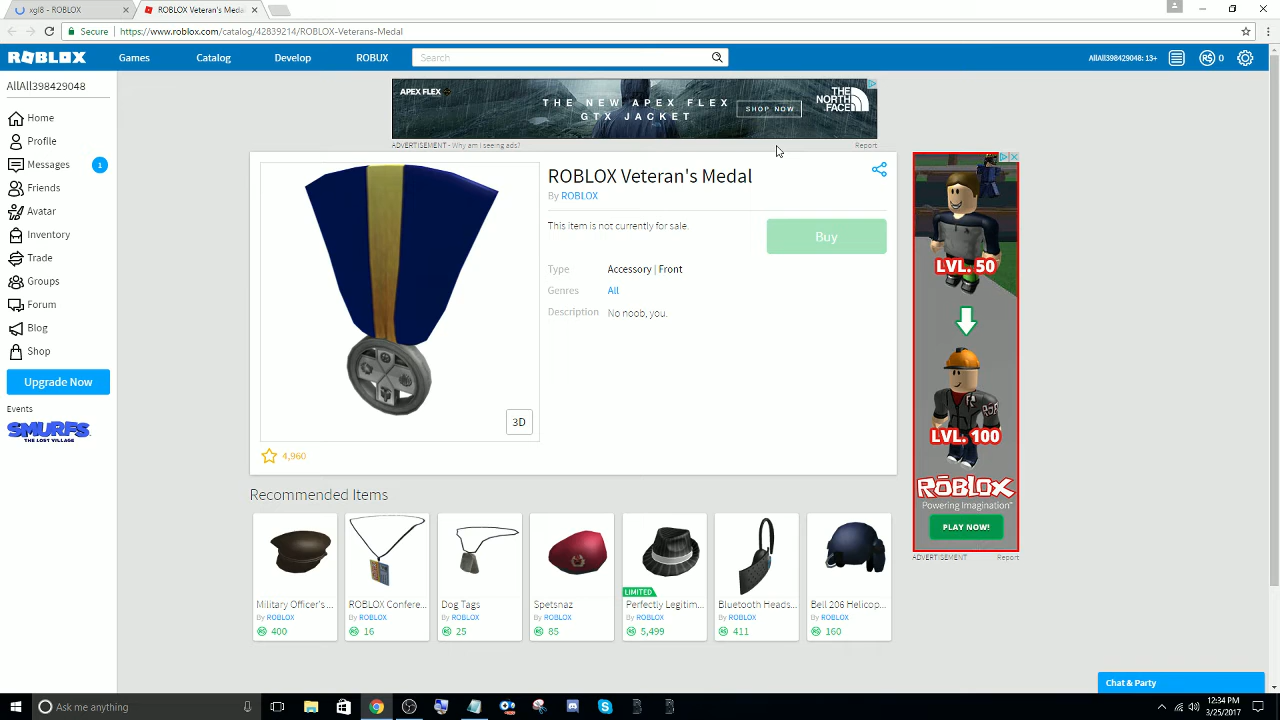 xgl8 - ROBLOX
ROBLOX Veteran's Meda
Secure
https://www.roblox.com/catalog/42839214/ROBLOX-Veterans-Medal
ROBLOX
Games
Catalog
Develop
ROBUX
Search
AllAll398429048: 13+
R$ 0
AllAll398429048
Home
Profile
Messages
1
Friends
Avatar
Inventory
Trade
Groups
Forum
Blog
Shop
Upgrade Now
Events
SMURFS
THE LOST VILLAGE
APEX FLEX
THE NEW APEX FLEX
GTX JACKET
SHOP NOW
THE
NORTH
FACE
ADVERTISEMENT - Why am I seeing ads?
Report
ROBLOX Veteran's Medal
By ROBLOX
This item is not currently for sale.
Buy
Type Accessory | Front
Genres All
Description No noob, you.
3D
4,960
LVL. 50
LVL. 100
ROBLOX
Powering Imagination™
PLAY NOW!
ADVERTISEMENT
Report
Recommended Items
LIMITED
Military Officer's ...
By ROBLOX
400
ROBLOX Confere...
By ROBLOX
16
Dog Tags
By ROBLOX
25
Spetsnaz
By ROBLOX
85
Perfectly Legitim...
By ROBLOX
5,499
Bluetooth Heads...
By ROBLOX
411
Bell 206 Helicop...
By ROBLOX
160
Chat & Party
Ask me anything
12:34 PM
3/25/2017